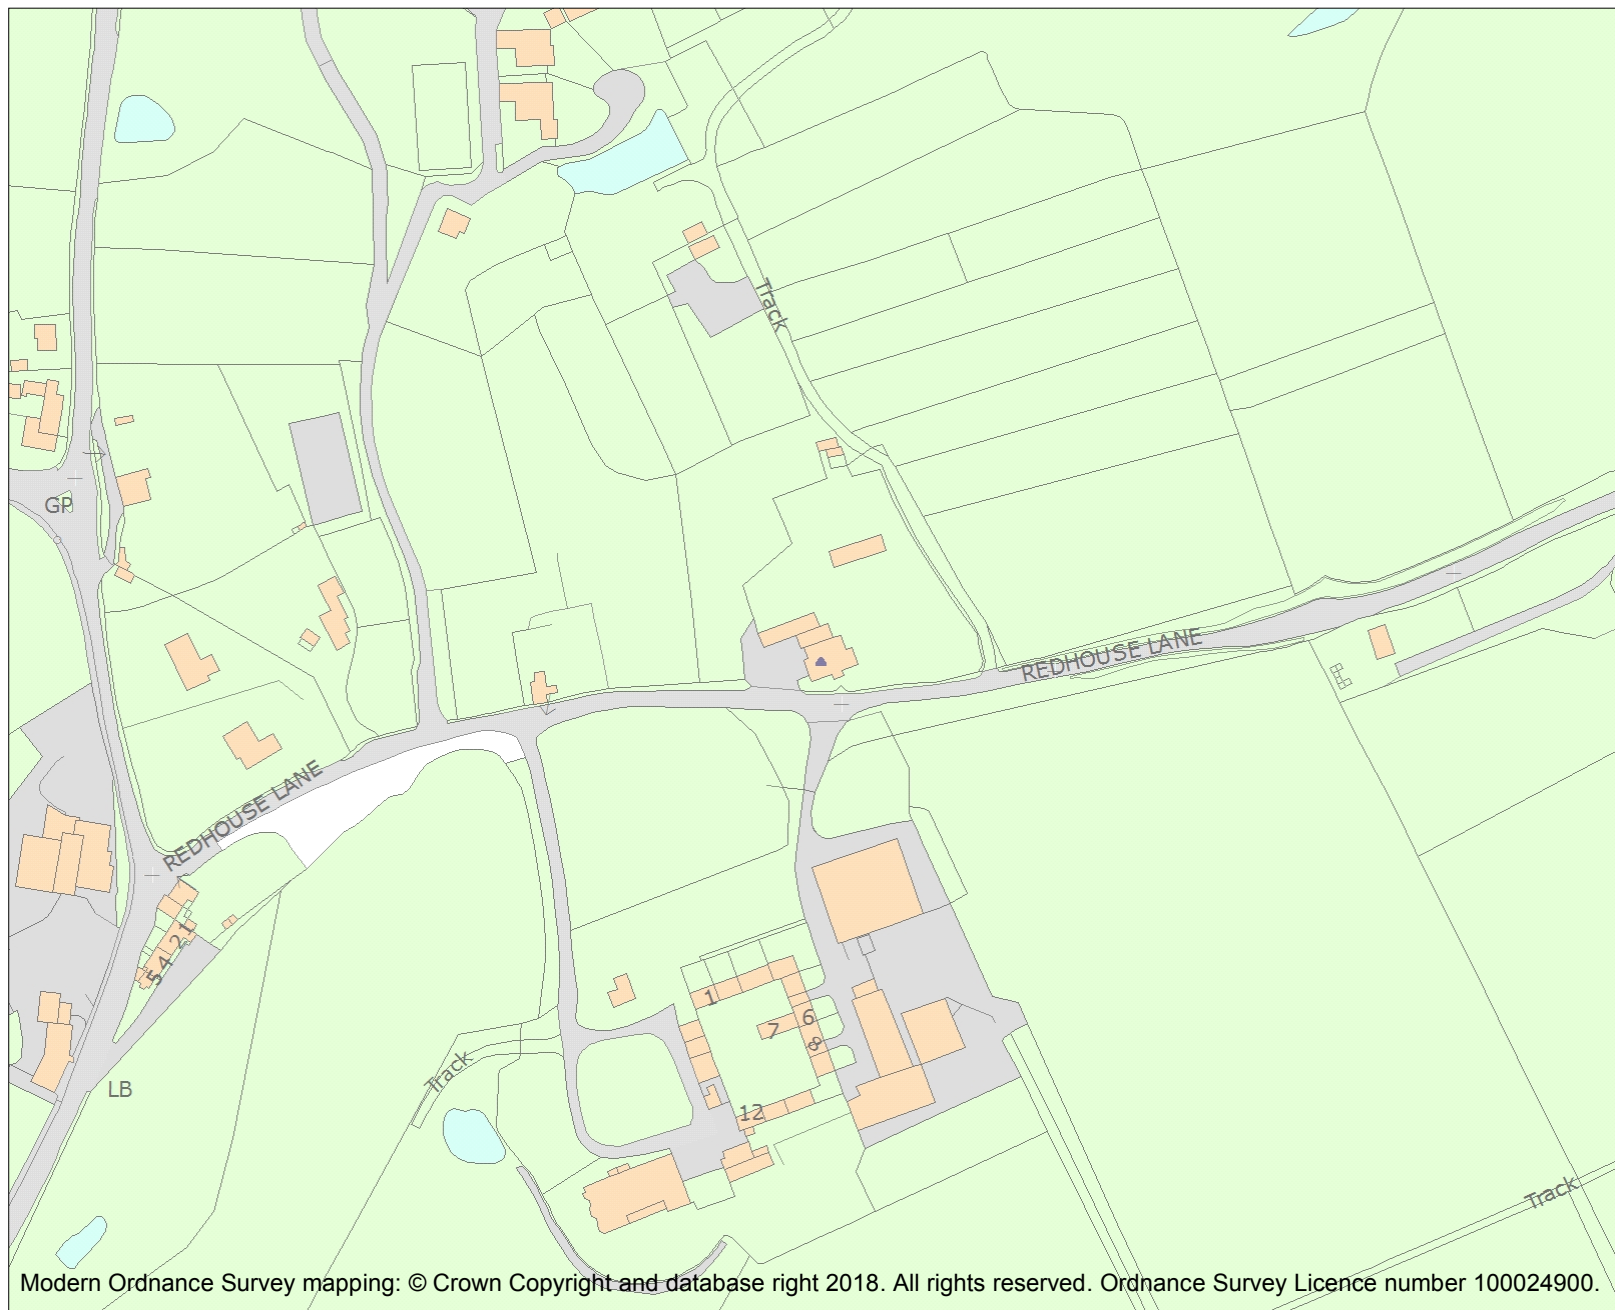 Track
GP
REDHOUSE LANE
REDHOUSE LANE
2 1
5 4
1
6
7
8
Track
LB
12
Track
Modern Ordnance Survey mapping: © Crown Copyright and database right 2018. All rights reserved. Ordnance Survey Licence number 100024900.